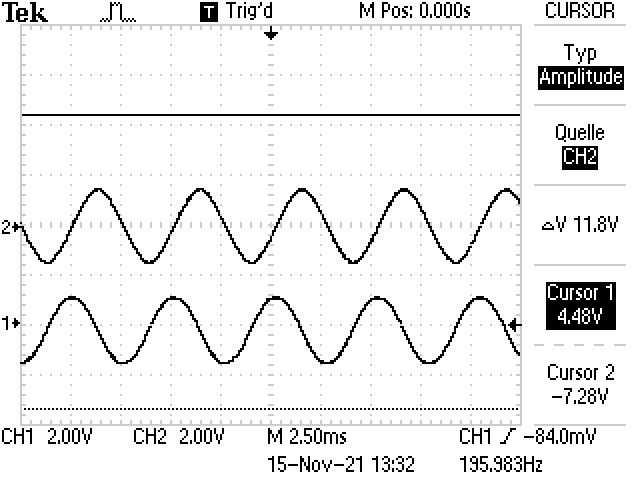 Tek T Trig'd M Pos: 0.000s CURSOR
Typ
Amplitude
Quelle
CH2
2
△V 11.8V
Cursor 1
4.48V
1
Cursor 2
-7.28V
CH1 2.00V CH2 2.00V M 2.50ms CH1 -84.0mV
15-Nov-21 13:32 195.983Hz